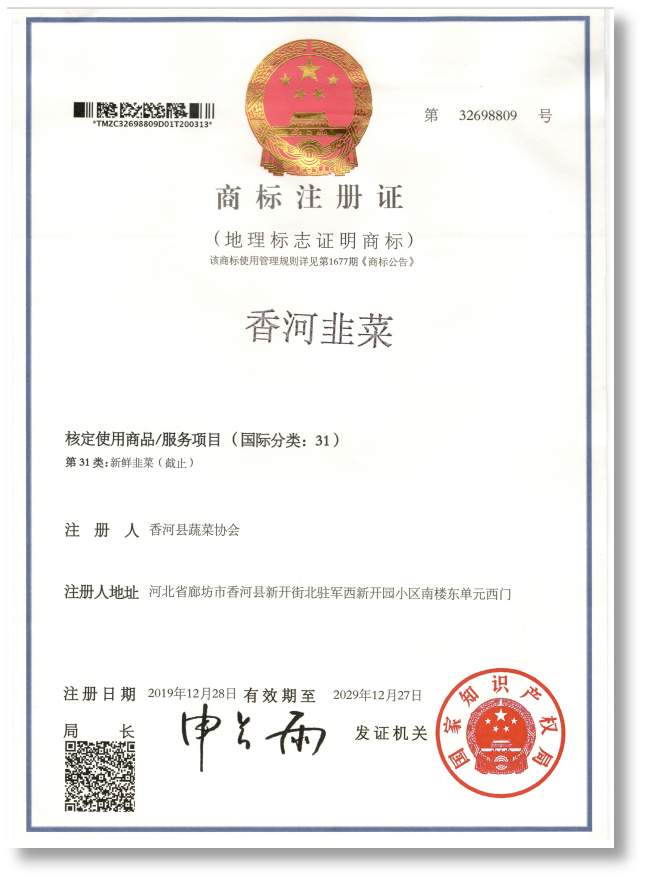 *TMZC32698809D01T200313*
第 32698809 号
商标注册证
(地理标志证明商标)
该商标使用管理规则详见第1677期《商标公告》
香河韭菜
核定使用商品/服务项目(国际分类:31)
第31类:新鲜韭菜(截止)
注 册 人 香河县蔬菜协会
注册人地址 河北省廊坊市香河县新开街北驻军西新开园小区南楼东单元西门
注册日期 2019年12月28日 有效期至 2029年12月27日
局 长 申长雨 发证机关
国家知识产权局